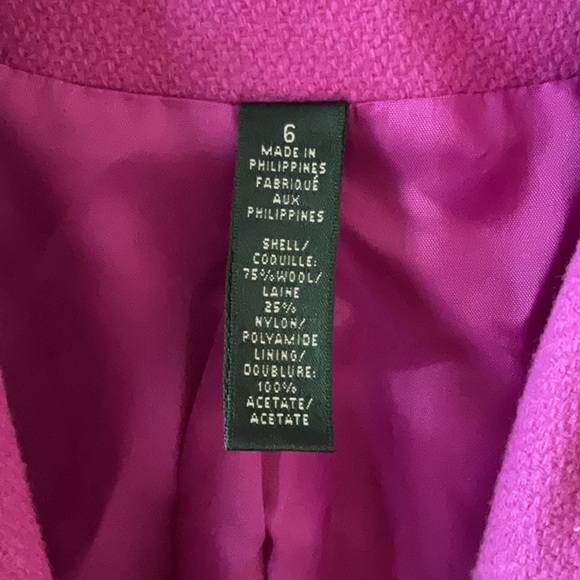 6
MADE IN
PHILIPPINES
FABRIQUÉ
AUX
PHILIPPINES
SHELL/
COQUILLE:
75% WOOL/
LAINE
25%
NYLON/
POLYAMIDE
LINING/
DOUBLURE:
100%
ACETATE/
ACETATE